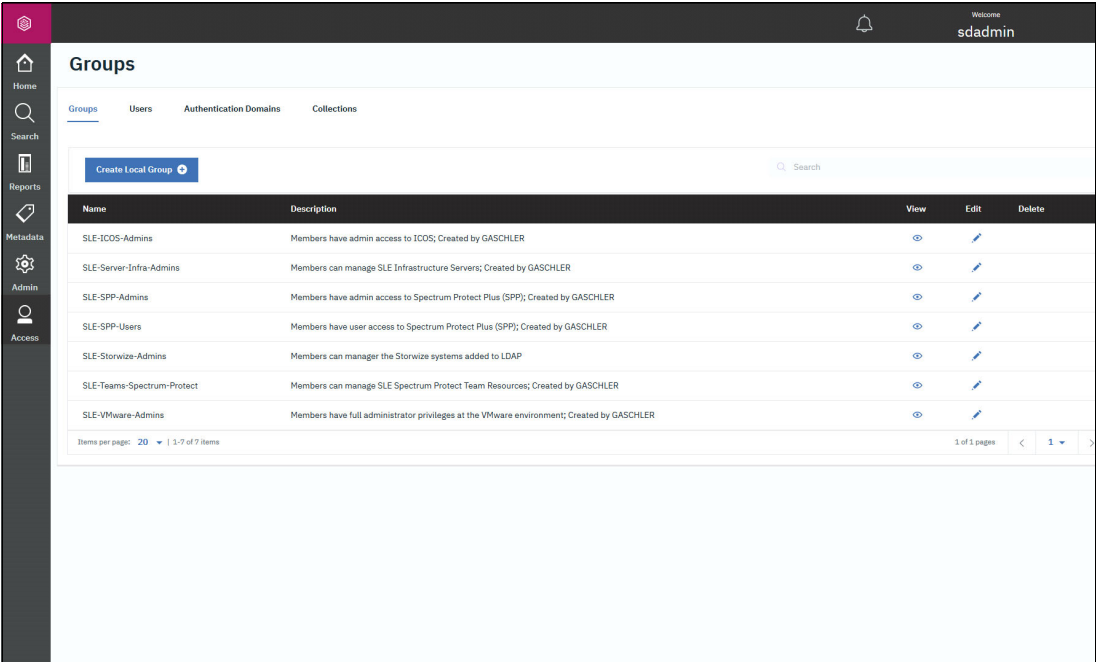 Welcome
sdadmin
Home
Search
Reports
Metadata
Admin
Access
Groups
Groups Users Authentication Domains Collections
Create Local Group
Search
Name Description View Edit Delete
SLE-ICOS-Admins Members have admin access to ICOS; Created by GASCHLER
SLE-Server-Infra-Admins Members can manage SLE Infrastructure Servers; Created by GASCHLER
SLE-SPP-Admins Members have admin access to Spectrum Protect Plus (SPP); Created by GASCHLER
SLE-SPP-Users Members have user access to Spectrum Protect Plus (SPP); Created by GASCHLER
SLE-Storwize-Admins Members can manager the Storwize systems added to LDAP
SLE-Teams-Spectrum-Protect Members can manage SLE Spectrum Protect Team Resources; Created by GASCHLER
SLE-VMware-Admins Members have full administrator privileges at the VMware environment; Created by GASCHLER
Items per page: 20 | 1-7 of 7 items 1 of 1 pages 1